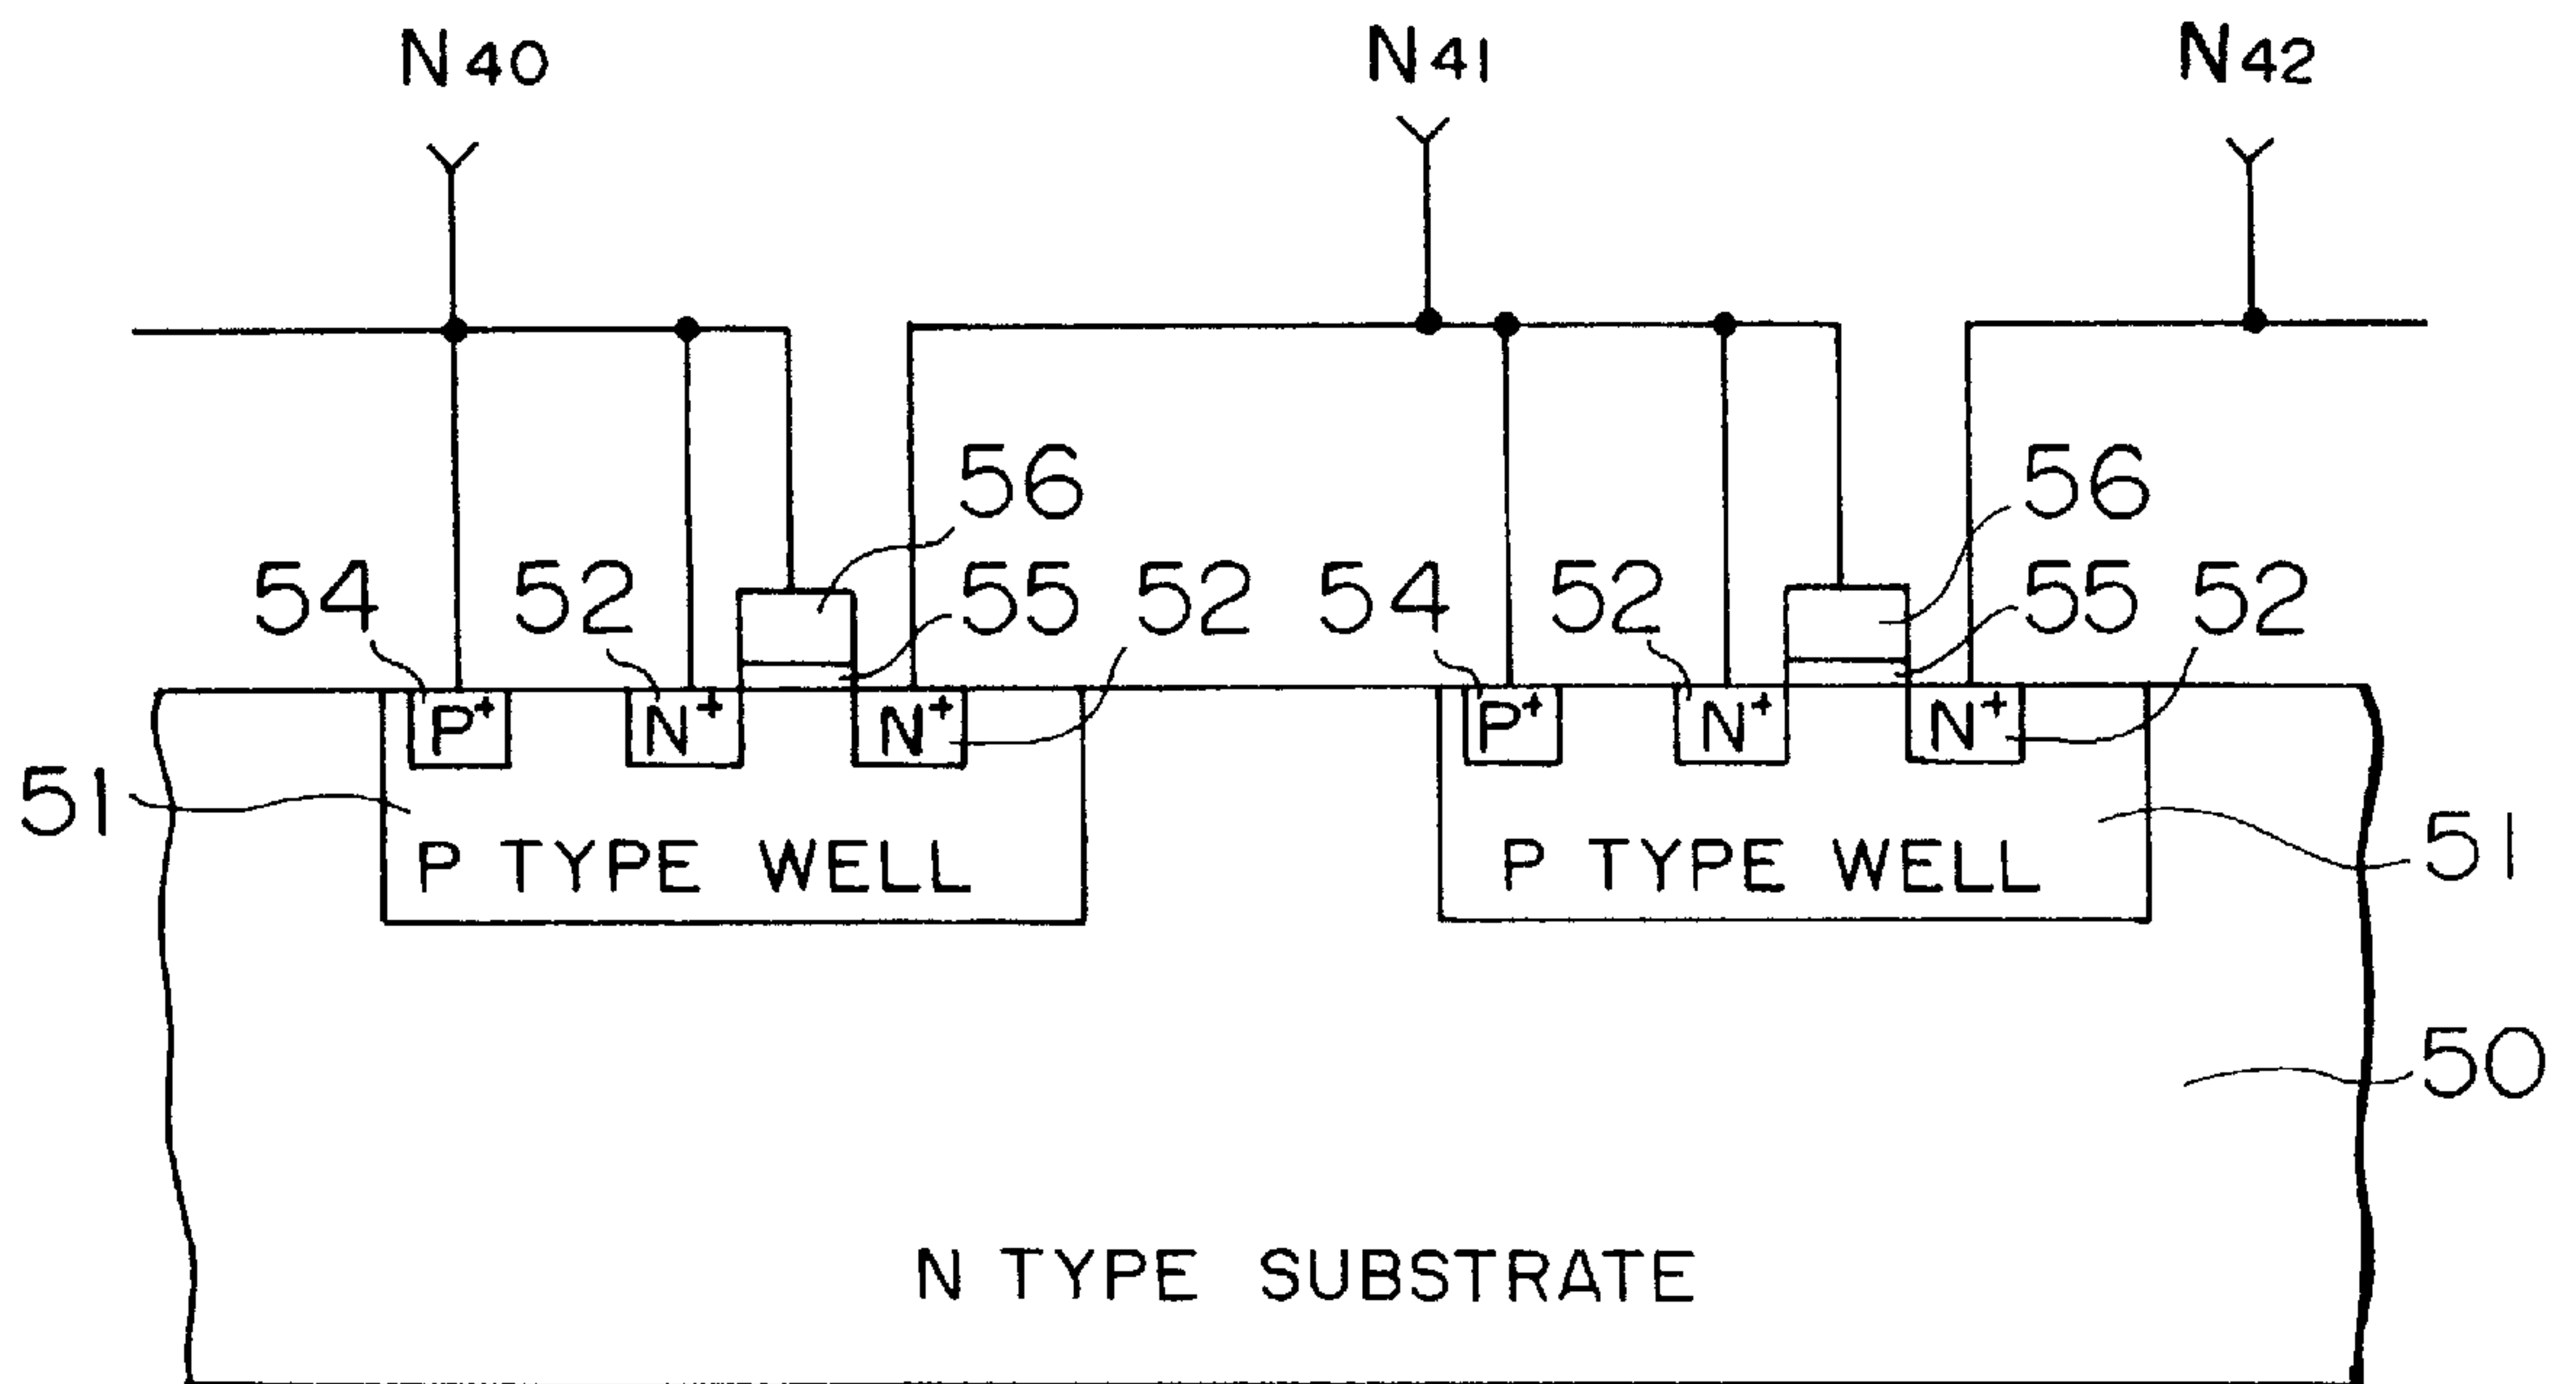 N40 N41 N42
56 56
54 52 55 52 54 52 55 52
P+ N+ N+ P+ N+ N+
51 51
P TYPE WELL P TYPE WELL
50
N TYPE SUBSTRATE